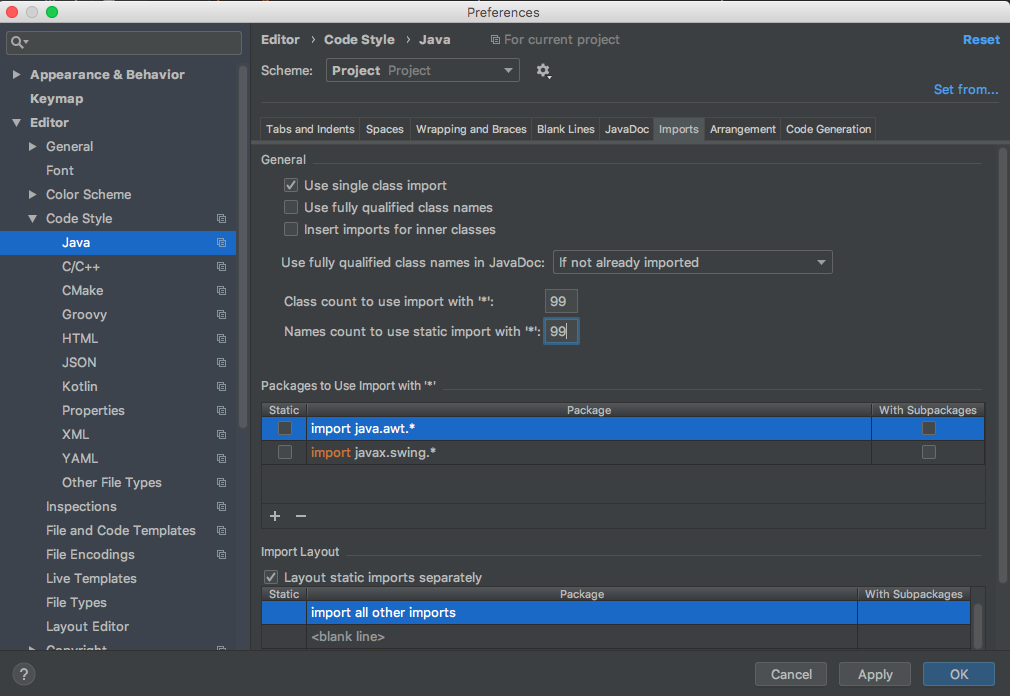 Preferences
Appearance & Behavior
Keymap
Editor
General
Font
Color Scheme
Code Style
Java
C/C++
CMake
Groovy
HTML
JSON
Kotlin
Properties
XML
YAML
Other File Types
Inspections
File and Code Templates
File Encodings
Live Templates
File Types
Layout Editor
Copyright
Editor › Code Style › Java For current project Reset
Scheme: Project Project
Set from...
Tabs and Indents Spaces Wrapping and Braces Blank Lines JavaDoc Imports Arrangement Code Generation
General
Use single class import
Use fully qualified class names
Insert imports for inner classes
Use fully qualified class names in JavaDoc: If not already imported
Class count to use import with '*': 99
Names count to use static import with '*': 99
Packages to Use Import with '*'
Static Package With Subpackages
import java.awt.*
import javax.swing.*
+ −
Import Layout
Layout static imports separately
Static Package With Subpackages
import all other imports
<blank line>
? Cancel Apply OK